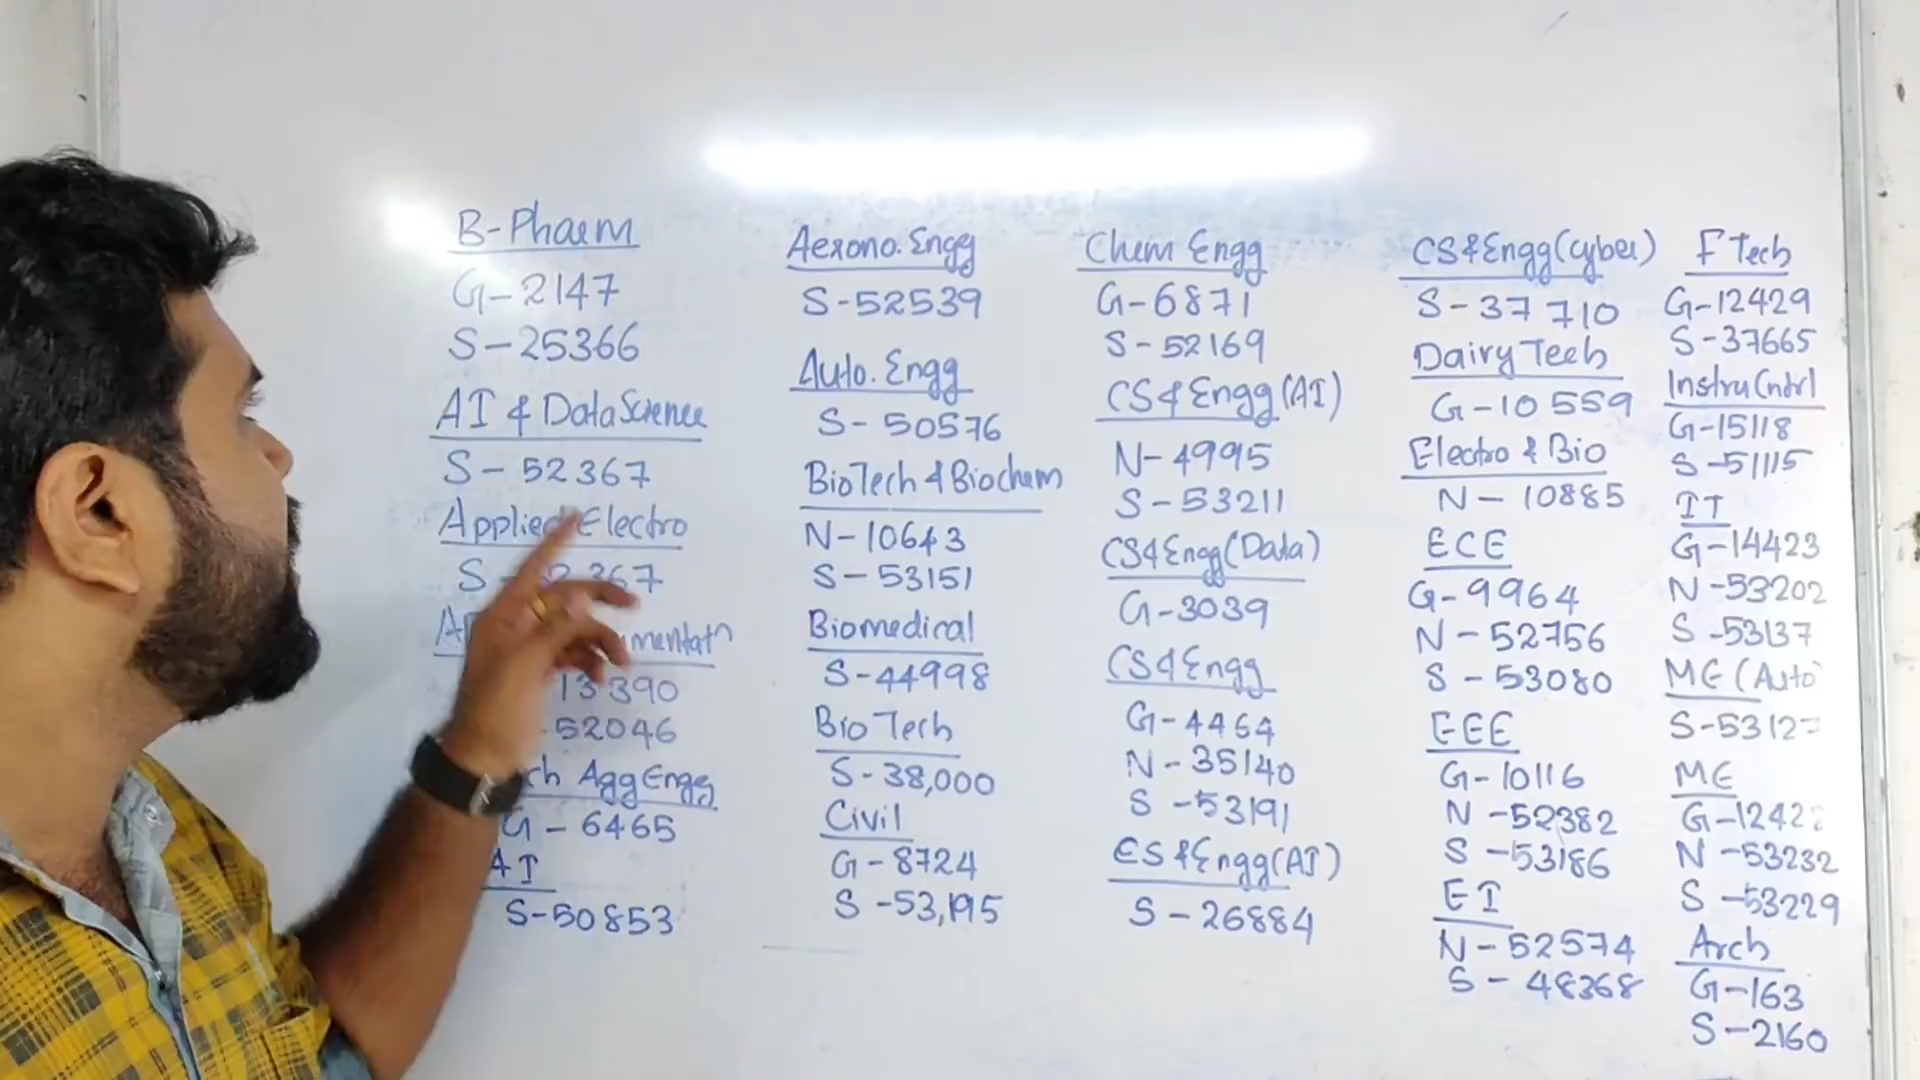 B-Pharm
G-2147
S-25366
AI & DataScience
S-52367
Applied Electro
S 367
mentatn
13390
52046
ch Agg Engg
G-6465
AI
S-50853
Aerono. Engg
S-52539
Auto. Engg
S-50576
BioTech & Biochem
N-10643
S-53151
Biomedical
S-44998
Bio Tech
S-38,000
Civil
G-8724
S-53,195
Chem Engg
G-6871
S-52169
CS & Engg (AI)
N-4995
S-53211
CS & Engg (Data)
G-3039
CS & Engg
G-4464
N-35140
S-53191
CS & Engg (AI)
S-26884
CS & Engg (Cyber)
S-37710
Dairy Tech
G-10559
Electro & Bio
N-10885
ECE
G-9964
N-52756
S-53080
EEE
G-10116
N-52382
S-53186
EI
N-52574
S-48368
F Tech
G-12429
S-37665
Instru Cntrl
G-15118
S-51115
IT
G-14423
N-53202
S-53137
ME (Auto
S-5312
ME
G-1242
N-53232
S-53229
Arch
G-163
S-2160